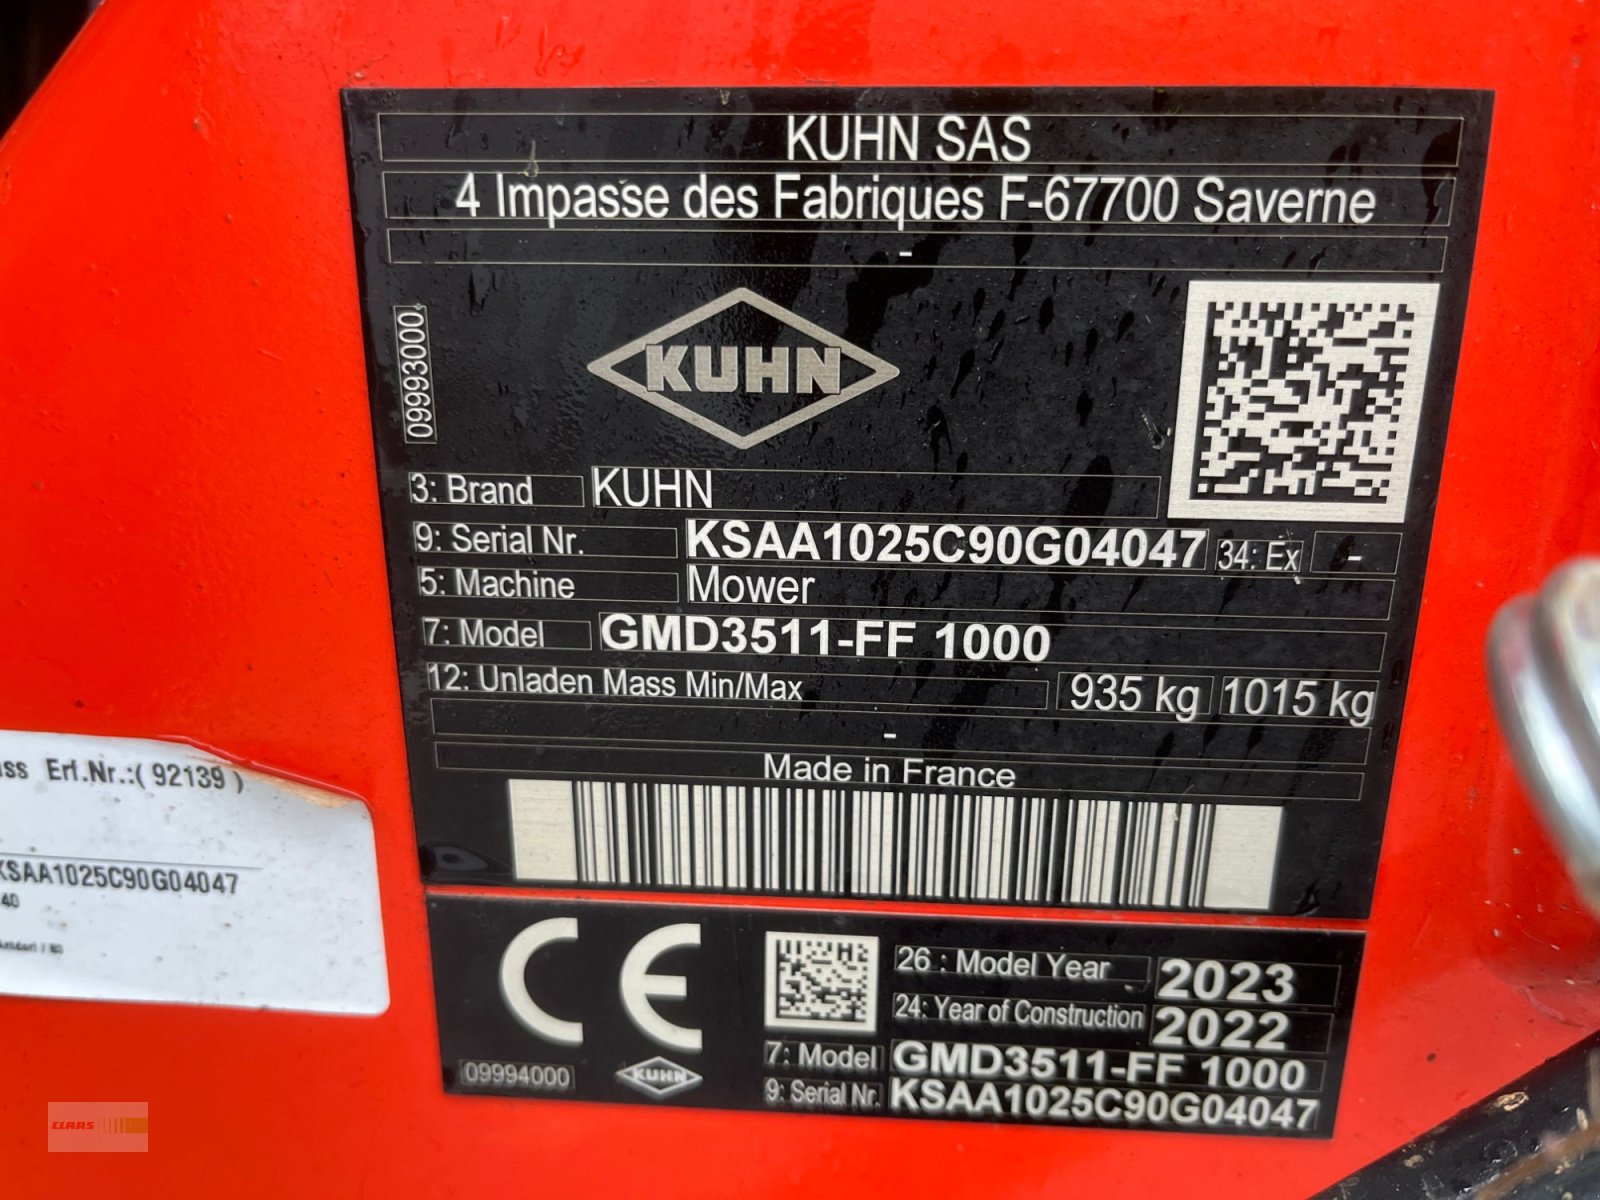 KUHN SAS
4 Impasse des Fabriques F-67700 Saverne
-
09993000
KUHN
3: Brand KUHN
9: Serial Nr. KSAA1025C90G04047 34: Ex -
5: Machine Mower
7: Model GMD3511-FF 1000
12: Unladen Mass Min/Max 935 kg 1015 kg
-
Made in France
Erf.Nr.:( 92139 )
KSAA1025C90G04047
40
CE
26 : Model Year 2023
24: Year of Construction 2022
7: Model GMD3511-FF 1000
9: Serial Nr. KSAA1025C90G04047
09994000
KUHN
CLAAS